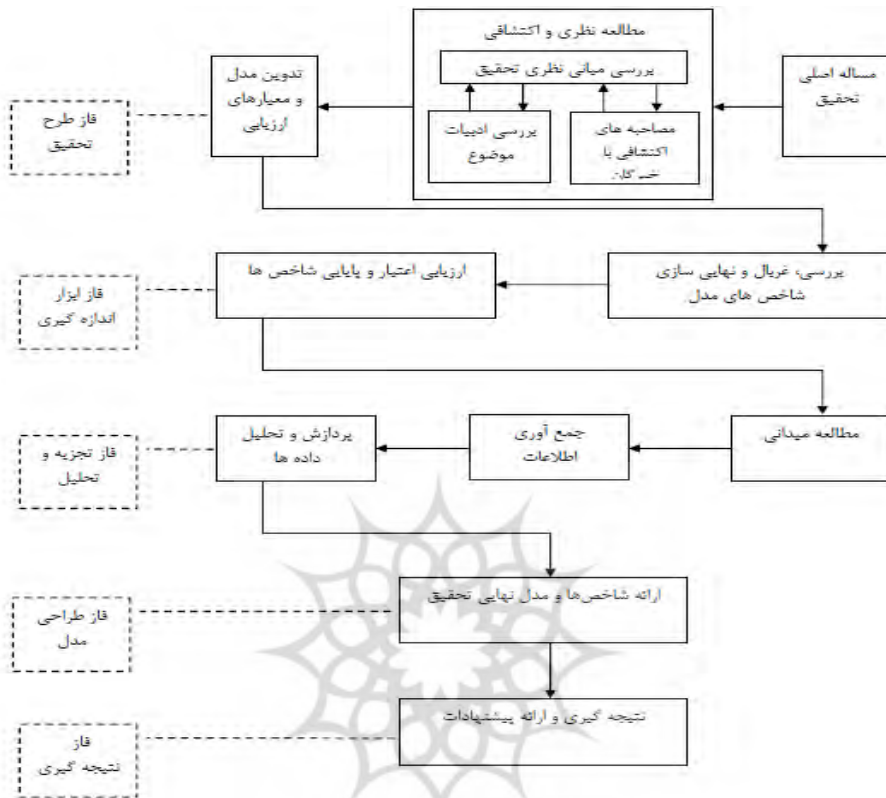 مساله اصلی
تحقیق
مطالعه نظری و اکتشافی
بررسی مبانی نظری تحقیق
مصاحبه های
اکتشافی با
بررسی ادبیات
موضوع
تدوین مدل
و معیارهای
ارزیابی
فاز طرح
تحقیق
بررسی، غربال و نهایی سازی
شاخص های مدل
ارزیابی اعتبار و پایایی شاخص ها
فاز ابزار
اندازه گیری
مطالعه میدانی
جمع آوری
اطلاعات
پردازش و تحلیل
داده ها
فاز تجزیه و
تحلیل
ارائه شاخص‌ها و مدل نهایی تحقیق
فاز طراحی
مدل
نتیجه گیری و ارائه پیشنهادات
فاز
نتیجه گیری